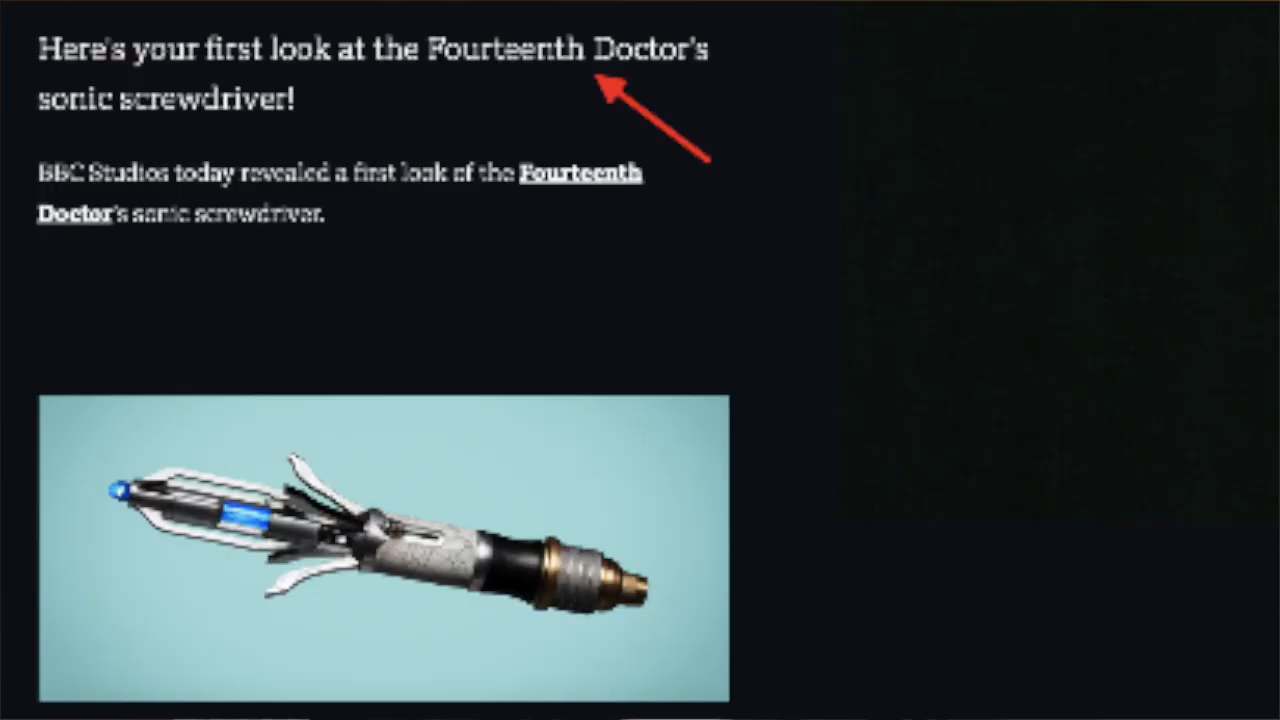 Here's your first look at the Fourteenth Doctor's
sonic screwdriver!
BBC Studios today revealed a first look of the Fourteenth
Doctor's sonic screwdriver.